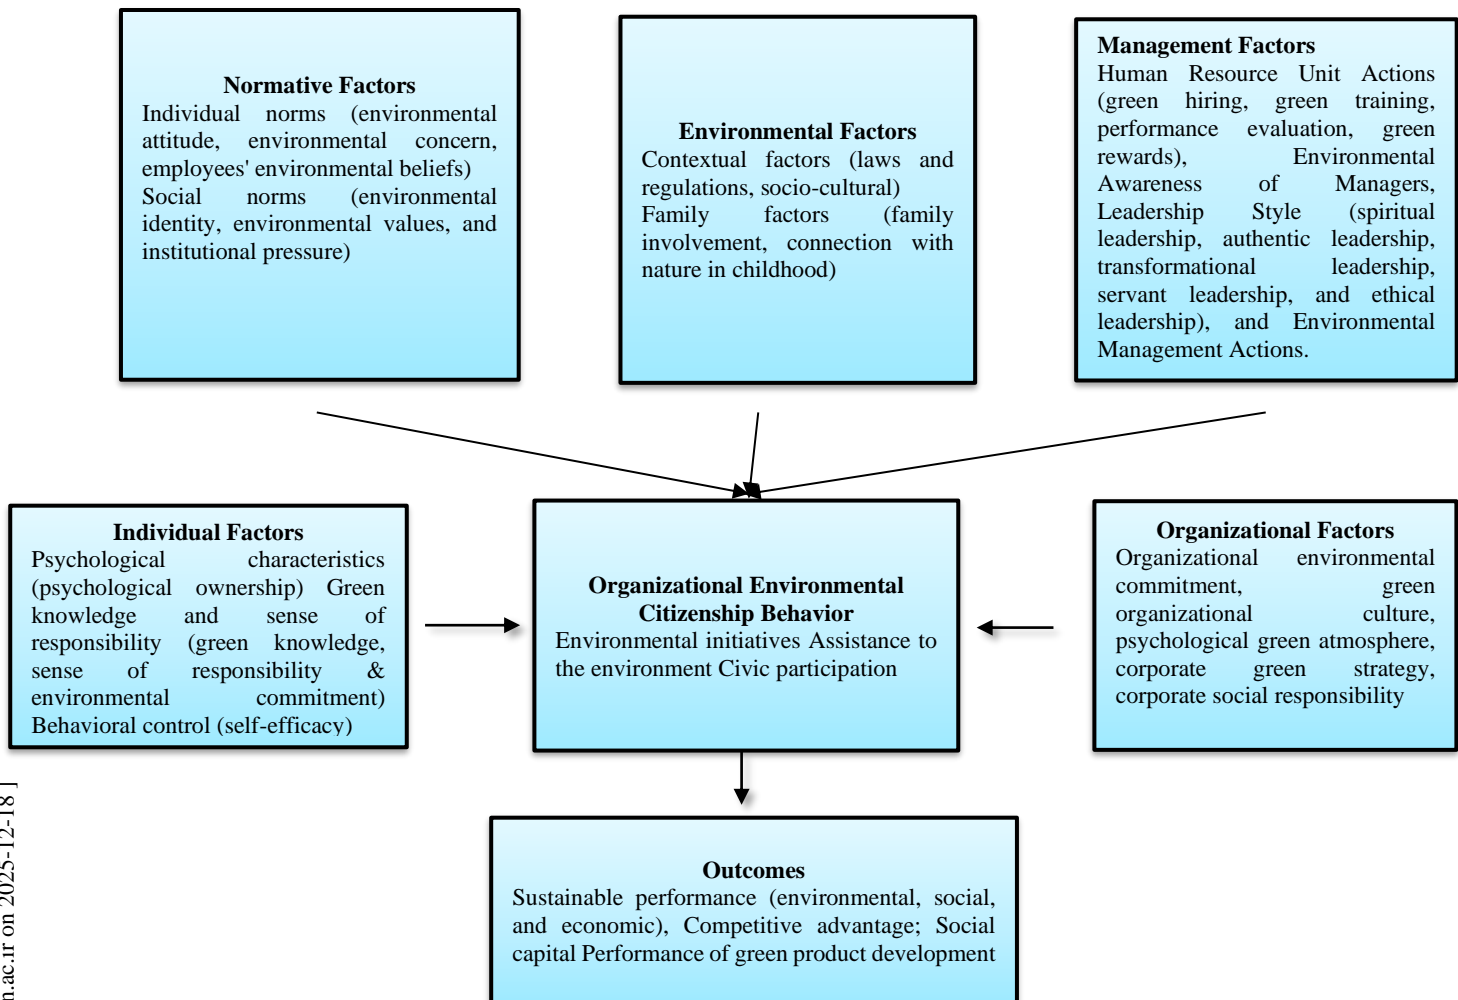 Normative Factors
Individual norms (environmental
attitude, environmental concern,
employees' environmental beliefs)
Social norms (environmental
identity, environmental values, and
institutional pressure)
Environmental Factors
Contextual factors (laws and
regulations, socio-cultural)
Family factors (family
involvement, connection with
nature in childhood)
Management Factors
Human Resource Unit Actions
(green hiring, green training,
performance evaluation, green
rewards), Environmental
Awareness of Managers,
Leadership Style (spiritual
leadership, authentic leadership,
transformational leadership,
servant leadership, and ethical
leadership), and Environmental
Management Actions.
Individual Factors
Psychological characteristics
(psychological ownership) Green
knowledge and sense of
responsibility (green knowledge,
sense of responsibility &
environmental commitment)
Behavioral control (self-efficacy)
Organizational Environmental
Citizenship Behavior
Environmental initiatives Assistance to
the environment Civic participation
Organizational Factors
Organizational environmental
commitment, green
organizational culture,
psychological green atmosphere,
corporate green strategy,
corporate social responsibility
Outcomes
Sustainable performance (environmental, social,
and economic), Competitive advantage; Social
capital Performance of green product development
n.ac.ir on 2025-12-18 ]